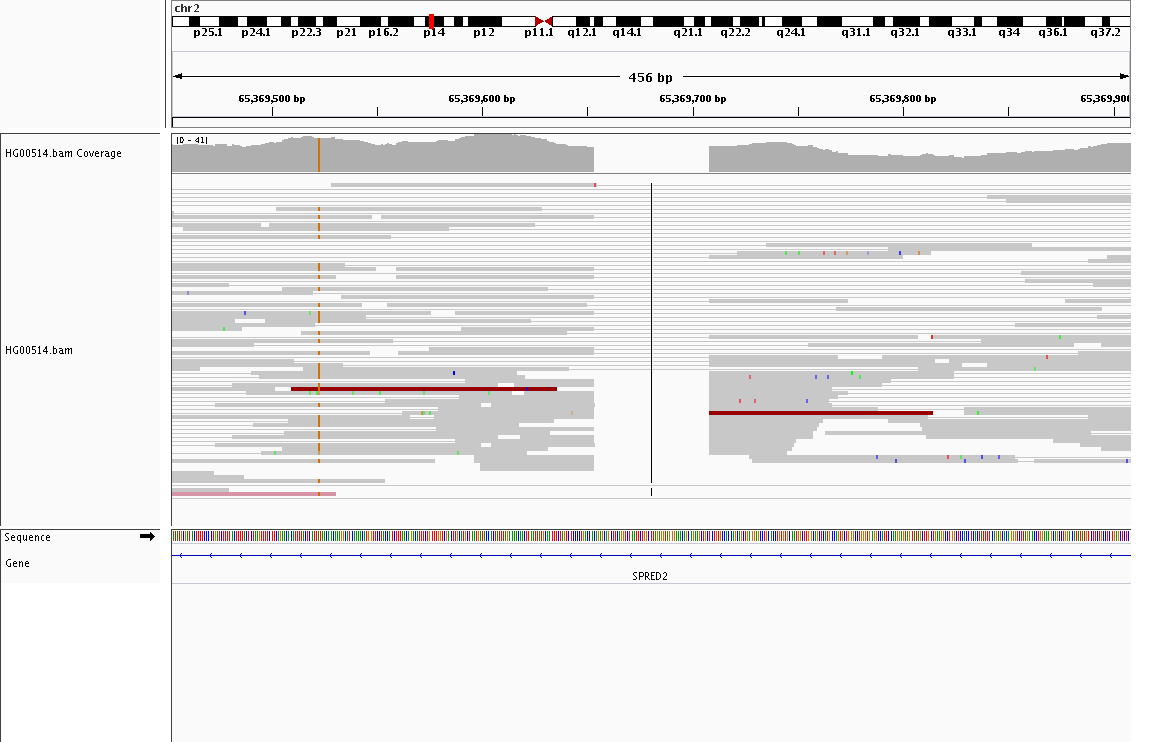 chr2
p25.1 p24.1 p22.3 p21 p16.2 p14 p12 p11.1 q12.1 q14.1 q21.1 q22.2 q24.1 q31.1 q32.1 q33.1 q34 q36.1 q37.2
456 bp
65,369,500 bp 65,369,600 bp 65,369,700 bp 65,369,800 bp 65,369,900
HG00514.bam Coverage
[0 - 41]
HG00514.bam
Sequence
Gene
SPRED2